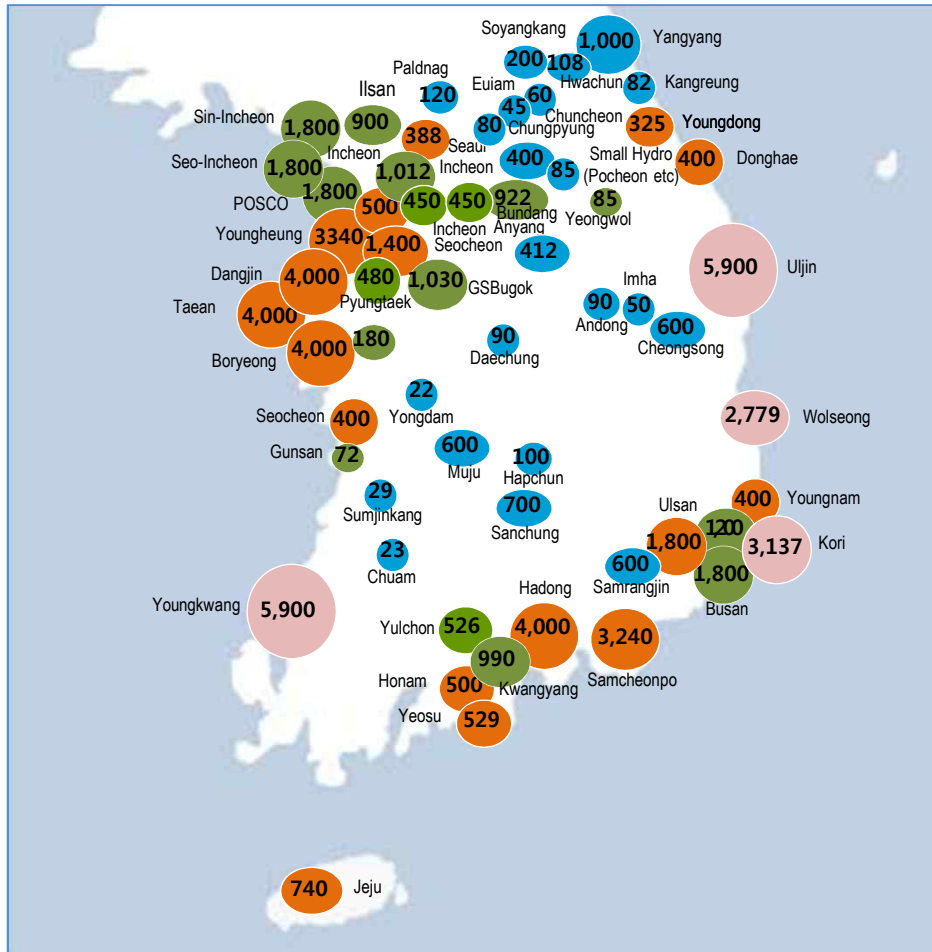 Soyangkang
1,000
Yangyang
200
108
Hwachun
Paldnag
120
Euiam
60
82
Kangreung
45
Chuncheon
Ilsan
900
80
Chungpyung
Sin-Incheon
1,800
388
Seaul
325
Youngdong
Incheon
1,012
Incheon
400
85
Small Hydro
(Pocheon etc)
400
Donghae
Seo-Incheon
1,800
POSCO
1,800
500
450
450
922
85
Bundang
Anyang
Yeongwol
Incheon
Seocheon
Youngheung
3340
1,400
412
Dangjin
4,000
480
1,030
GSBugok
5,900
Uljin
Pyungtaek
Taean
4,000
Imha
90
50
Andong
600
Cheongsong
Boryeong
4,000
180
90
Daechung
22
Yongdam
Seocheon
400
2,779
Wolseong
Gunsan
72
600
Muju
100
Hapchun
29
Sumjinkang
700
Sanchung
Ulsan
400
Youngnam
1,800
3,137
Kori
23
Chuam
600
Samrangjin
1,800
Busan
Youngkwang
5,900
Hadong
Yulchon
526
4,000
3,240
Samcheonpo
990
Kwangyang
Honam
500
Yeosu
529
740
Jeju